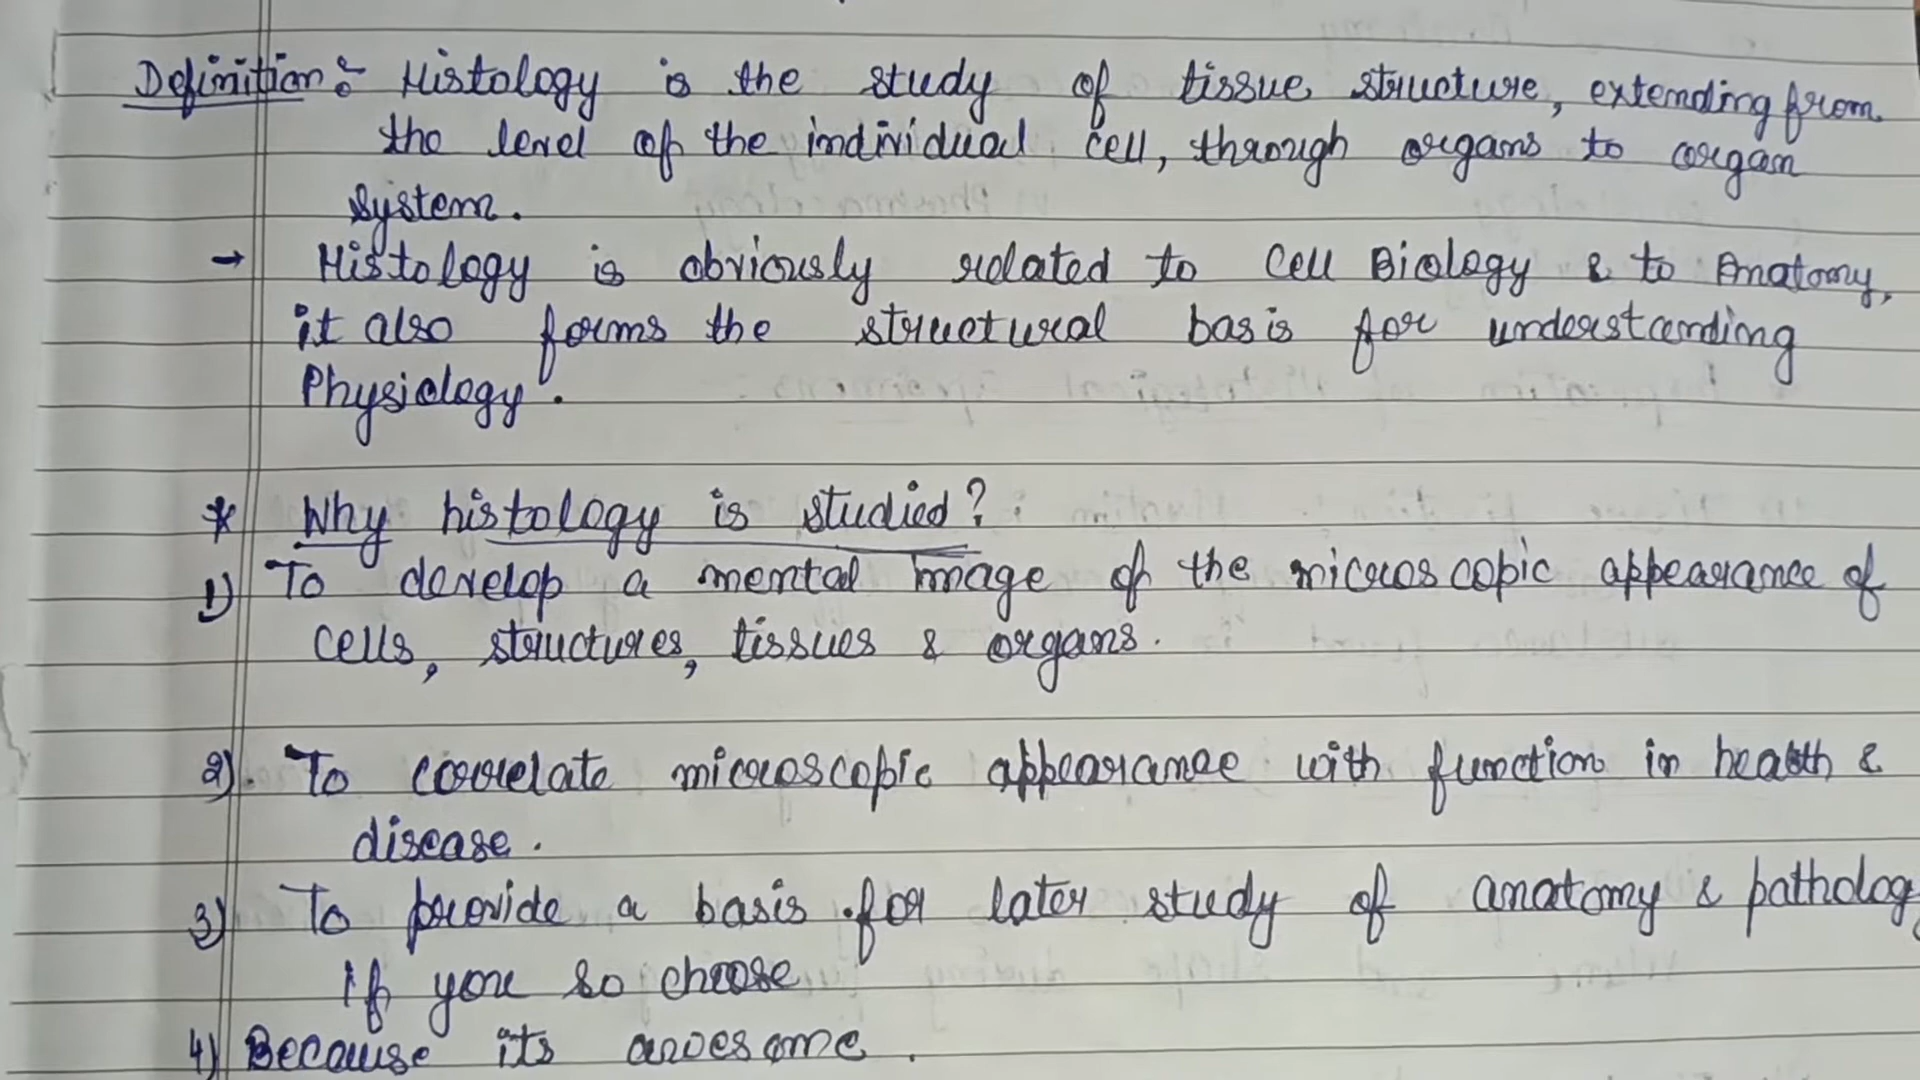 Definition :- Histology is the study of tissue structure, extending from
the level of the individual cell, through organs to organ
system.
→ Histology is obviously related to Cell Biology & to Anatomy,
it also forms the structural basis for understanding
Physiology.
* Why histology is studied?
1) To develop a mental Image of the microscopic appearance of
cells, structures, tissues & organs.
2). To correlate microscopic appearance with function in health &
disease.
3) To provide a basis for later study of anatomy & patholog
If you so choose
4) Because its awesome.